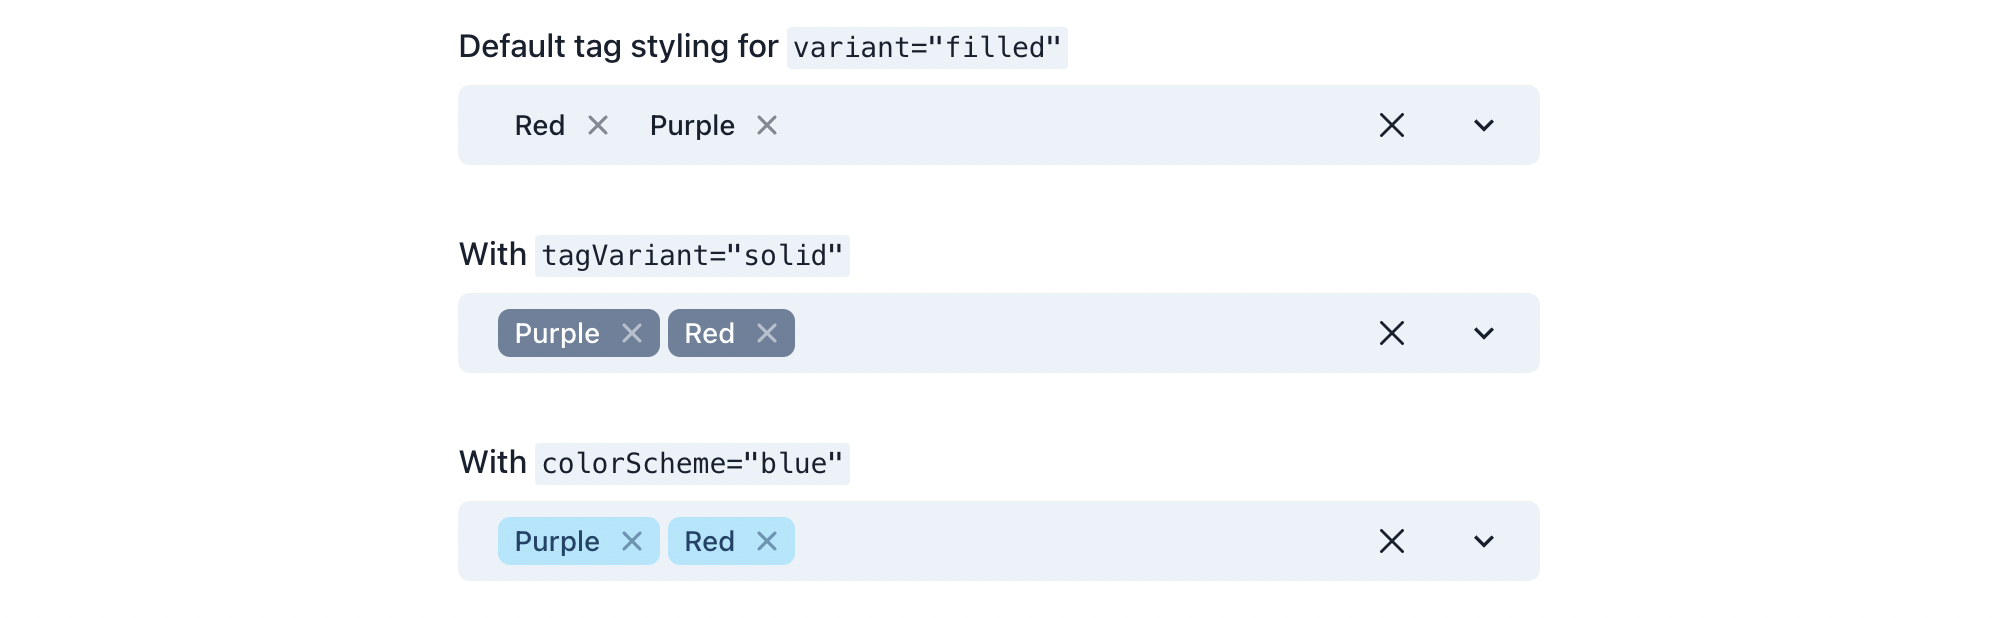 Default tag styling for variant="filled"
Red Purple
With tagVariant="solid"
Purple Red
With colorScheme="blue"
Purple Red